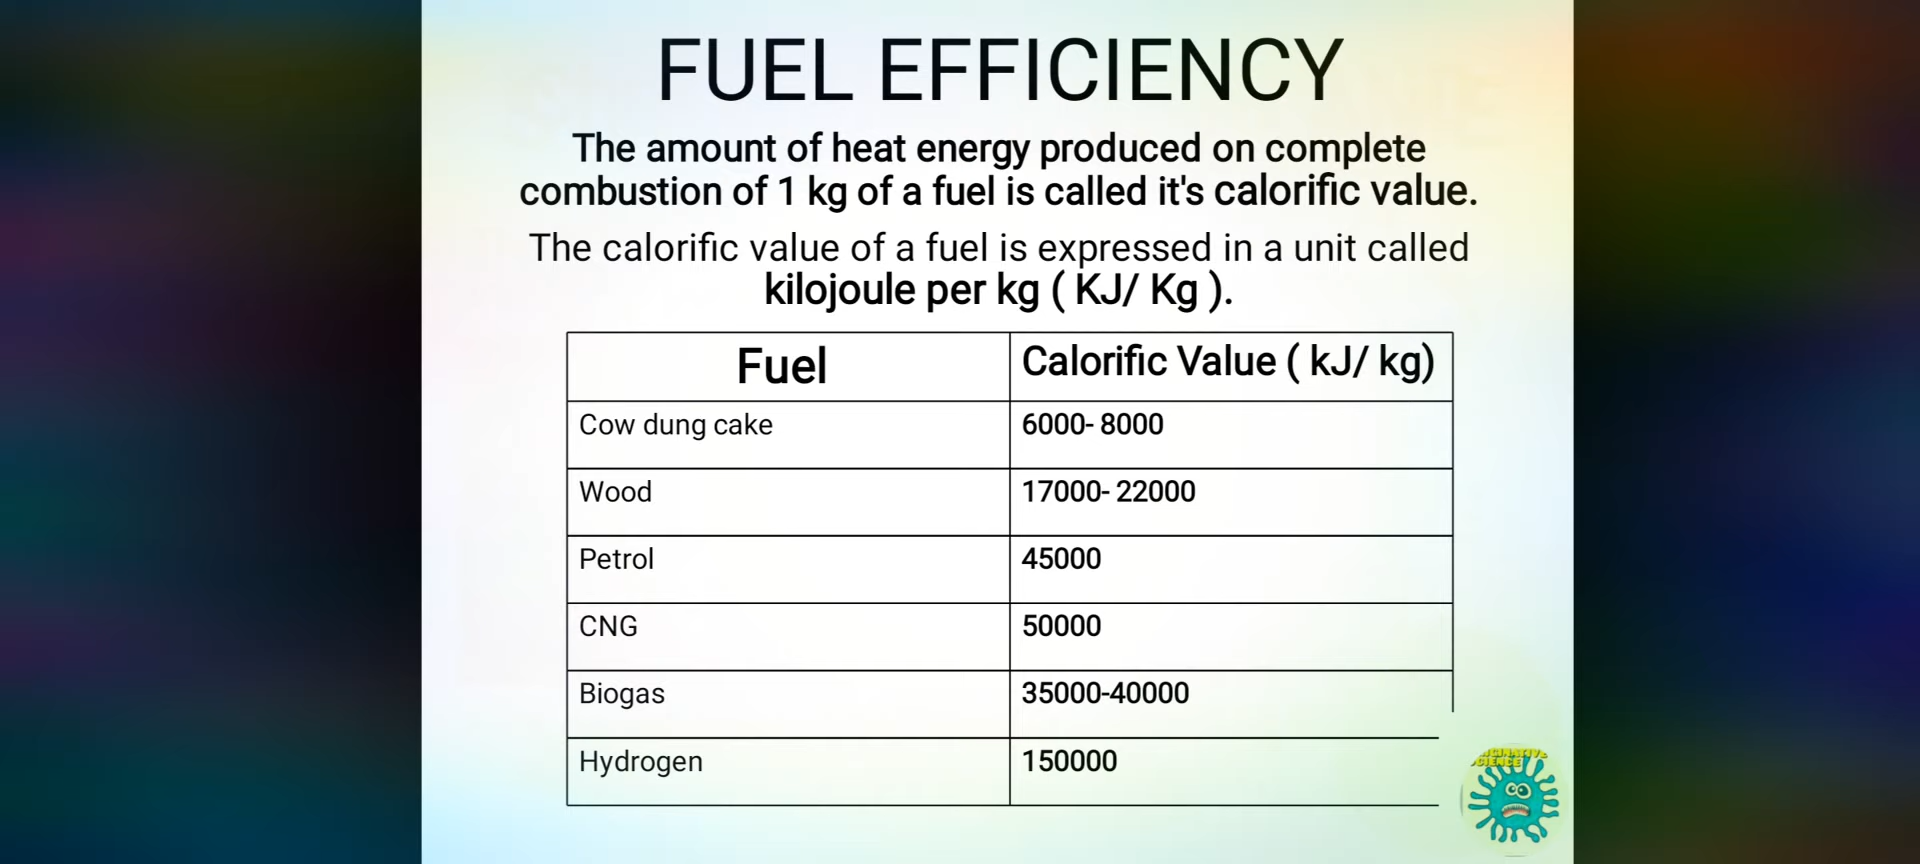 FUEL EFFICIENCY
The amount of heat energy produced on complete
combustion of 1 kg of a fuel is called it's calorific value.
The calorific value of a fuel is expressed in a unit called
kilojoule per kg ( KJ/ Kg ).
Fuel Calorific Value ( kJ/ kg)
Cow dung cake 6000- 8000
Wood 17000- 22000
Petrol 45000
CNG 50000
Biogas 35000-40000
Hydrogen 150000